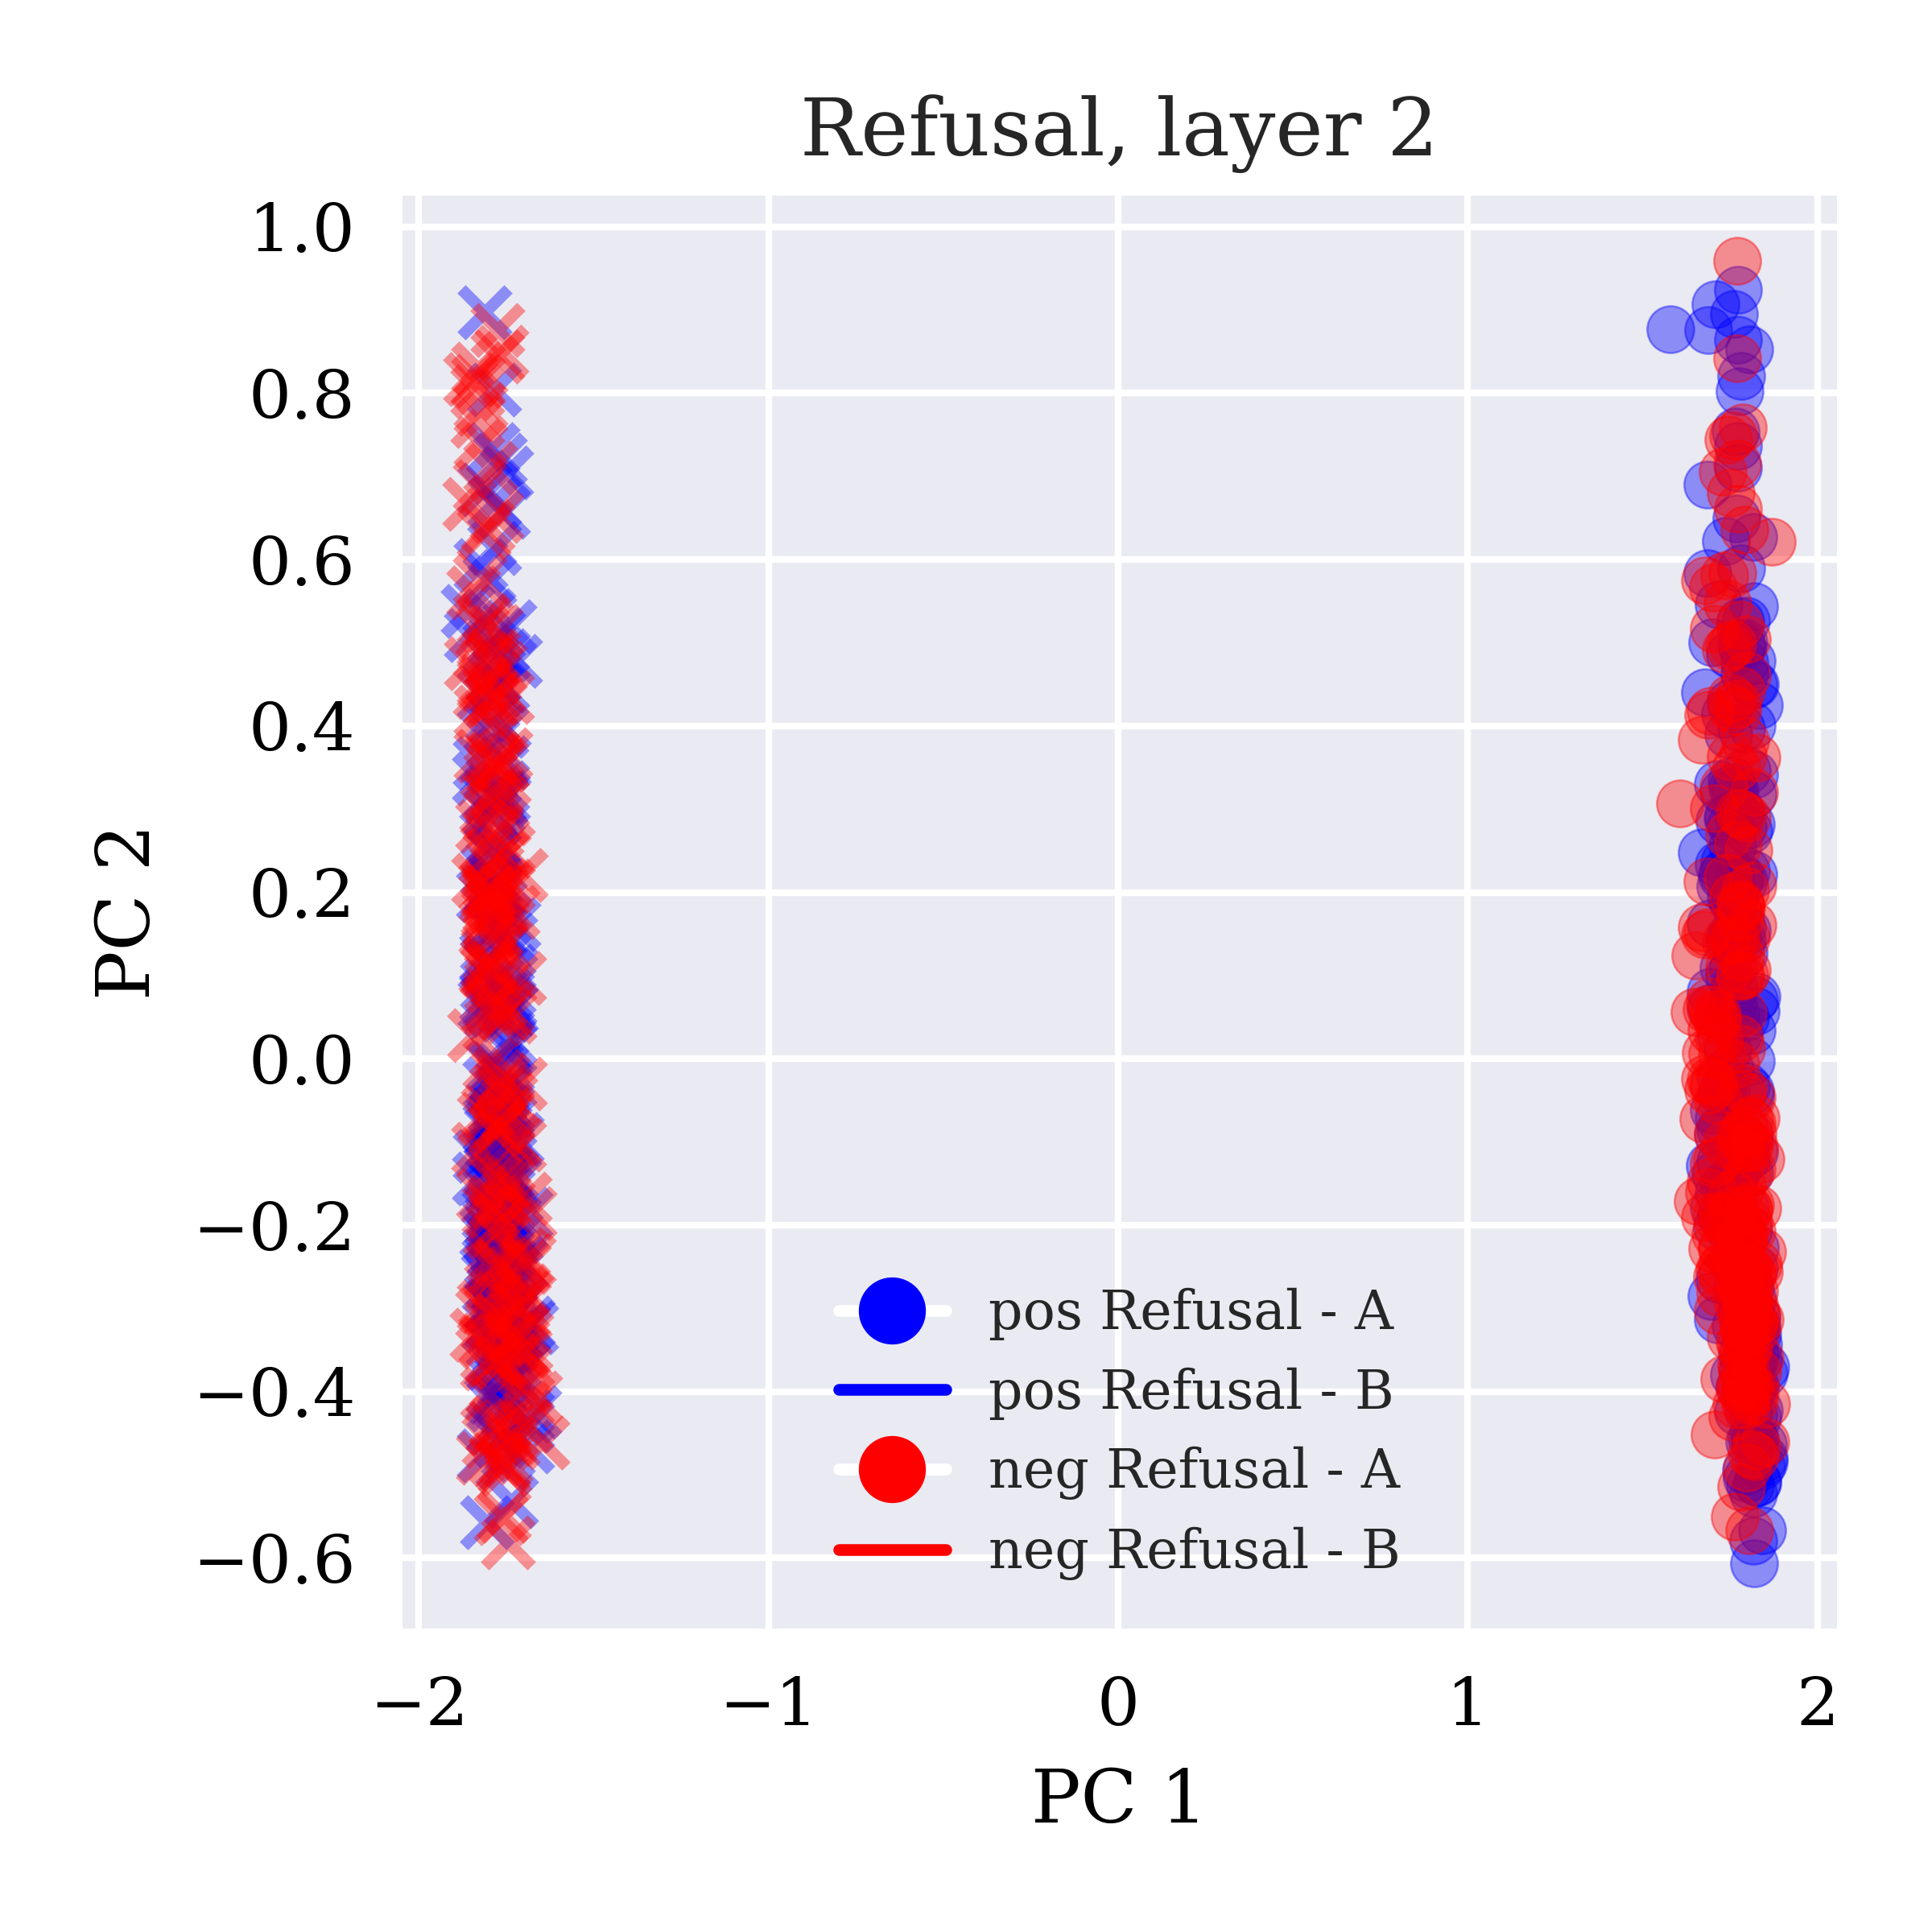 Refusal, layer 2
1.0
0.8
0.6
0.4
0.2
0.0
−0.2
−0.4
−0.6
PC 2
pos Refusal - A
pos Refusal - B
neg Refusal - A
neg Refusal - B
−2 −1 0 1 2
PC 1